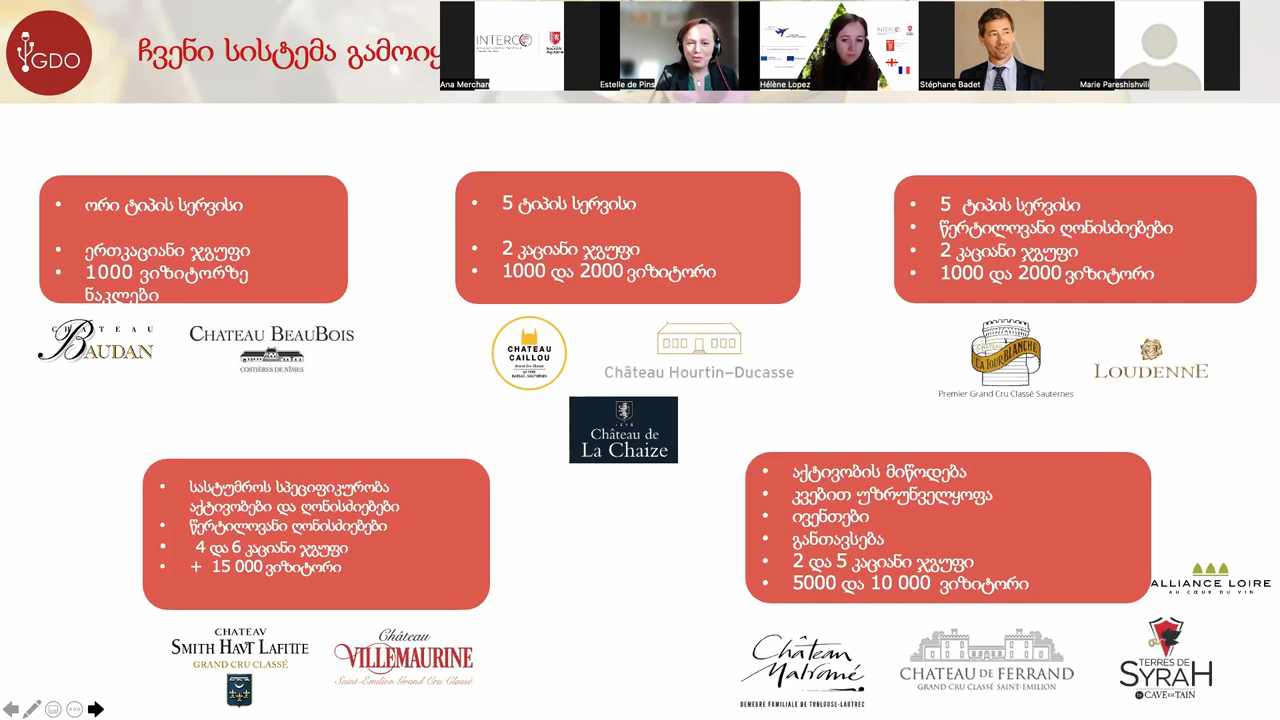 GDO
ჩვენი სისტემა
INTERCO
Nouvelle-
Aquitaine
Ana Merchan
Estelle de Pins
Hélène Lopez
Stéphane Badet
Marie Pareshishvili
• ორი ტიპის სერვისი
• ერთკაციანი ჯგუფი
• 1000 ვიზიტორზე
ნაკლები
• 5 ტიპის სერვისი
• 2 კაციანი ჯგუფი
• 1000 და 2000 ვიზიტორი
• 5 ტიპის სერვისი
• წერტილოვანი ღონისძიებები
• 2 კაციანი ჯგუფი
• 1000 და 2000 ვიზიტორი
CHATEAU
BAUDAN
CHATEAU BEAUBOIS
COSTIÈRES DE NÎMES
CHATEAU
CAILLOU
Château Hourtin-Ducasse
Château de
La Chaize
LA TOUR BLANCHE
Premier Grand Cru Classé Sauternes
LOUDENNE
• სასტუმროს სპეციფიკურობა
აქტივობები და ღონისძიებები
• წერტილოვანი ღონისძიებები
• 4 და 6 კაციანი ჯგუფი
• + 15 000 ვიზიტორი
• აქტივობის მიწოდება
• კვებით უზრუნველყოფა
• ივენთები
• განთავსება
• 2 და 5 კაციანი ჯგუფი
• 5000 და 10 000 ვიზიტორი
ALLIANCE LOIRE
AU CŒUR DU VIN
CHATEAU
SMITH HAUT LAFITTE
GRAND CRU CLASSÉ
Château
VILLEMAURINE
Saint-Emilion Grand Cru Classé
Château
Malromé
DEMEURE FAMILIALE DE TOULOUSE-LAUTREC
CHATEAU DE FERRAND
GRAND CRU CLASSÉ SAINT-EMILION
TERRES DE
SYRAH
by CAVE DE TAIN